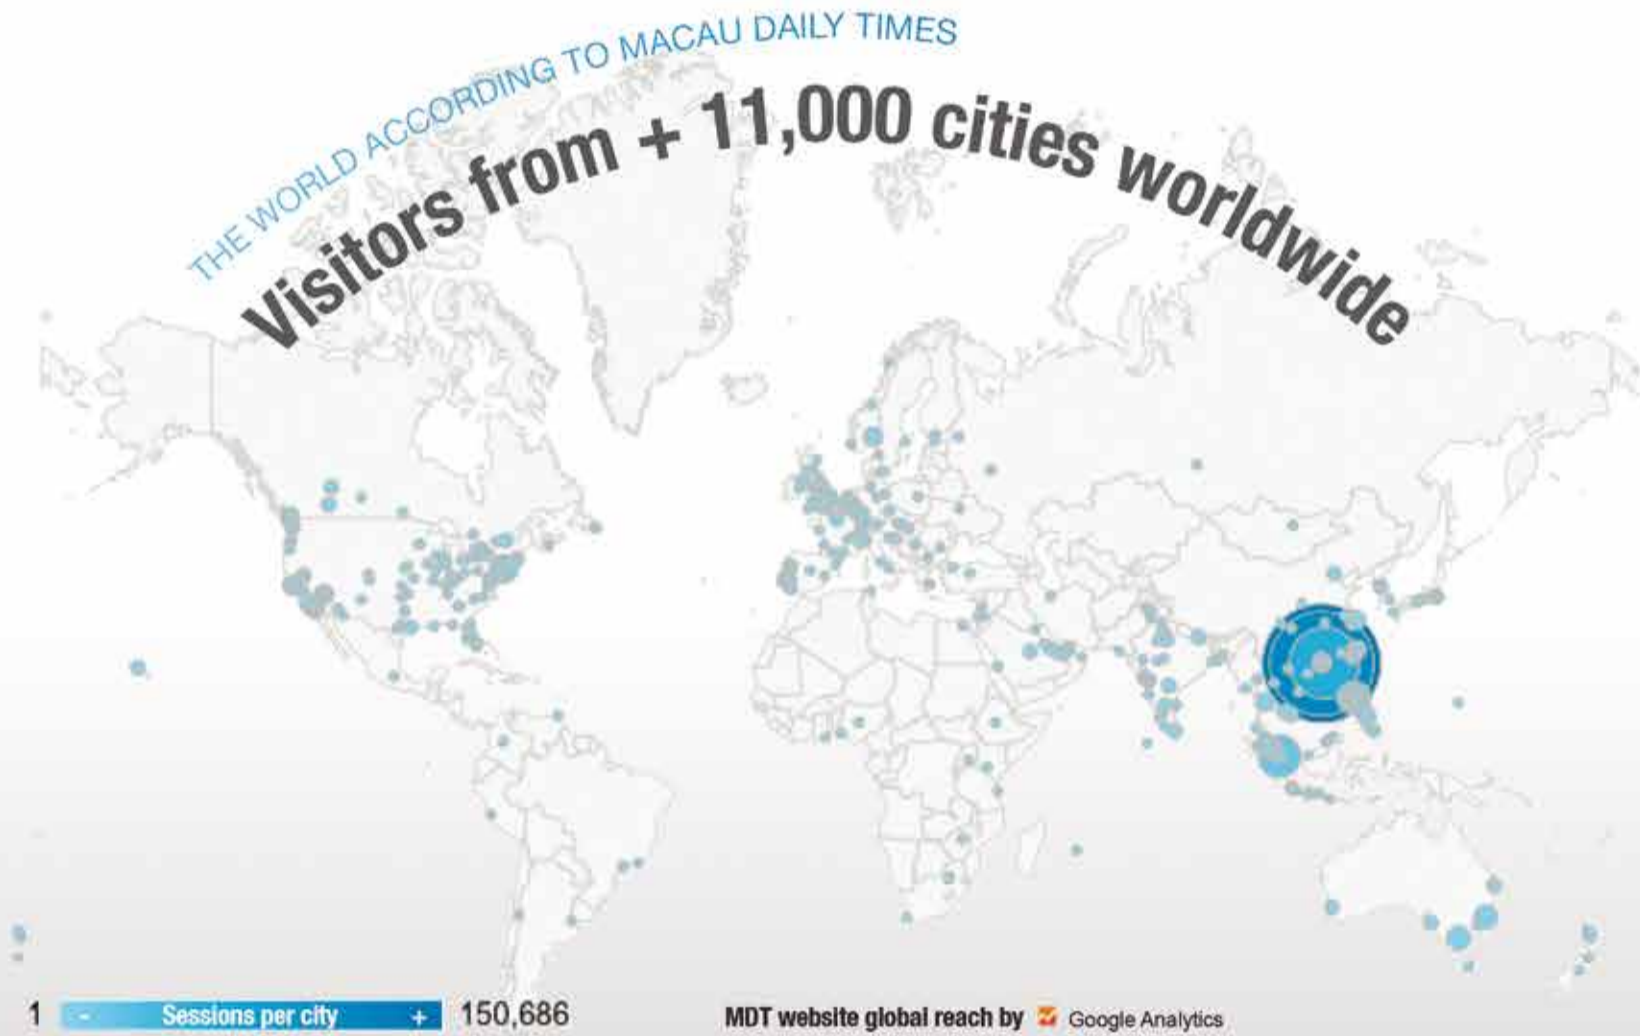 THE WORLD ACCORDING TO MACAU DAILY TIMES
Visitors from + 11,000 cities worldwide
1 - Sessions per city + 150,686
MDT website global reach by Google Analytics